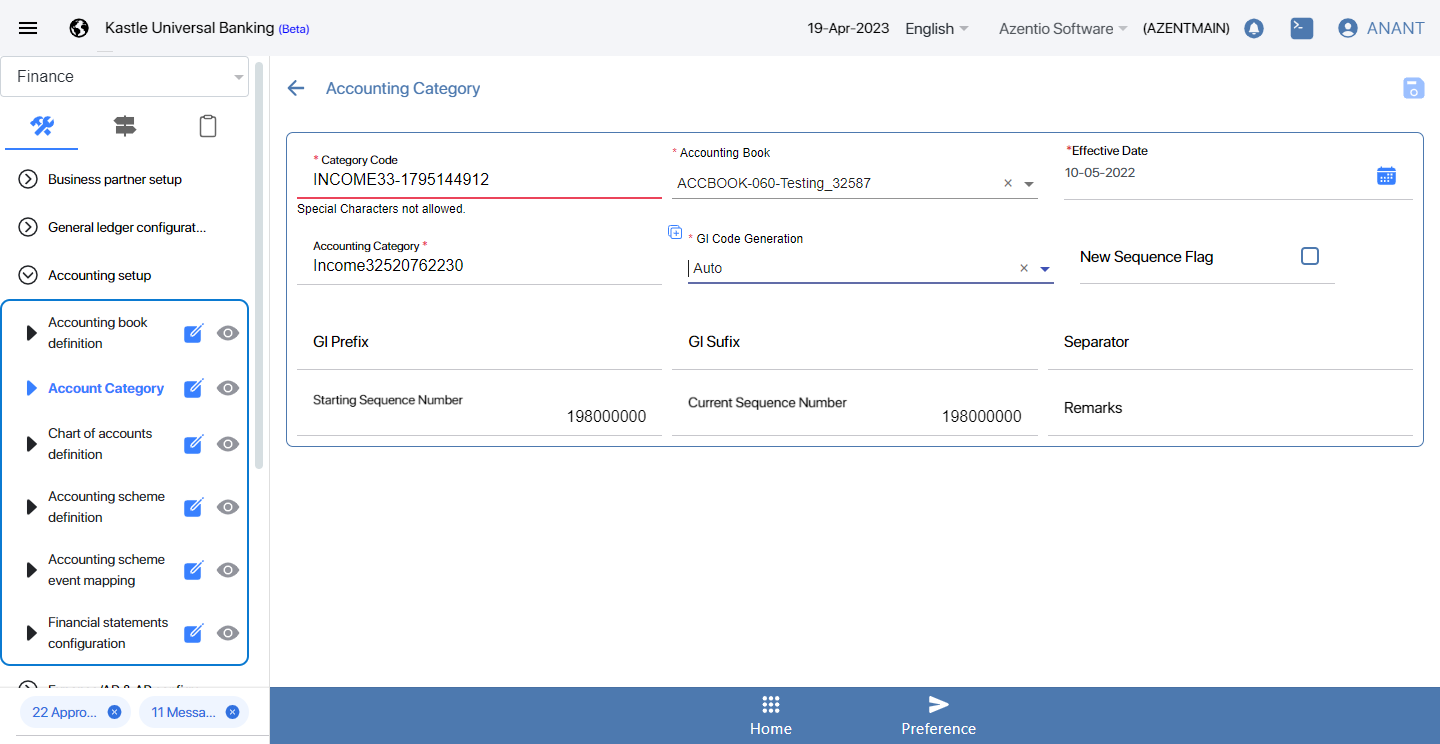 Kastle Universal Banking (Beta)
19-Apr-2023
English
Azentio Software
(AZENTMAIN)
ANANT
Finance
Business partner setup
General ledger configurat...
Accounting setup
Accounting book
definition
Account Category
Chart of accounts
definition
Accounting scheme
definition
Accounting scheme
event mapping
Financial statements
configuration
22 Appro...
11 Messa...
Accounting Category
* Category Code
INCOME33-1795144912
Special Characters not allowed.
* Accounting Book
ACCBOOK-060-Testing_32587
*Effective Date
10-05-2022
Accounting Category *
Income32520762230
* Gl Code Generation
Auto
New Sequence Flag
Gl Prefix
Gl Sufix
Separator
Starting Sequence Number
198000000
Current Sequence Number
198000000
Remarks
Home
Preference